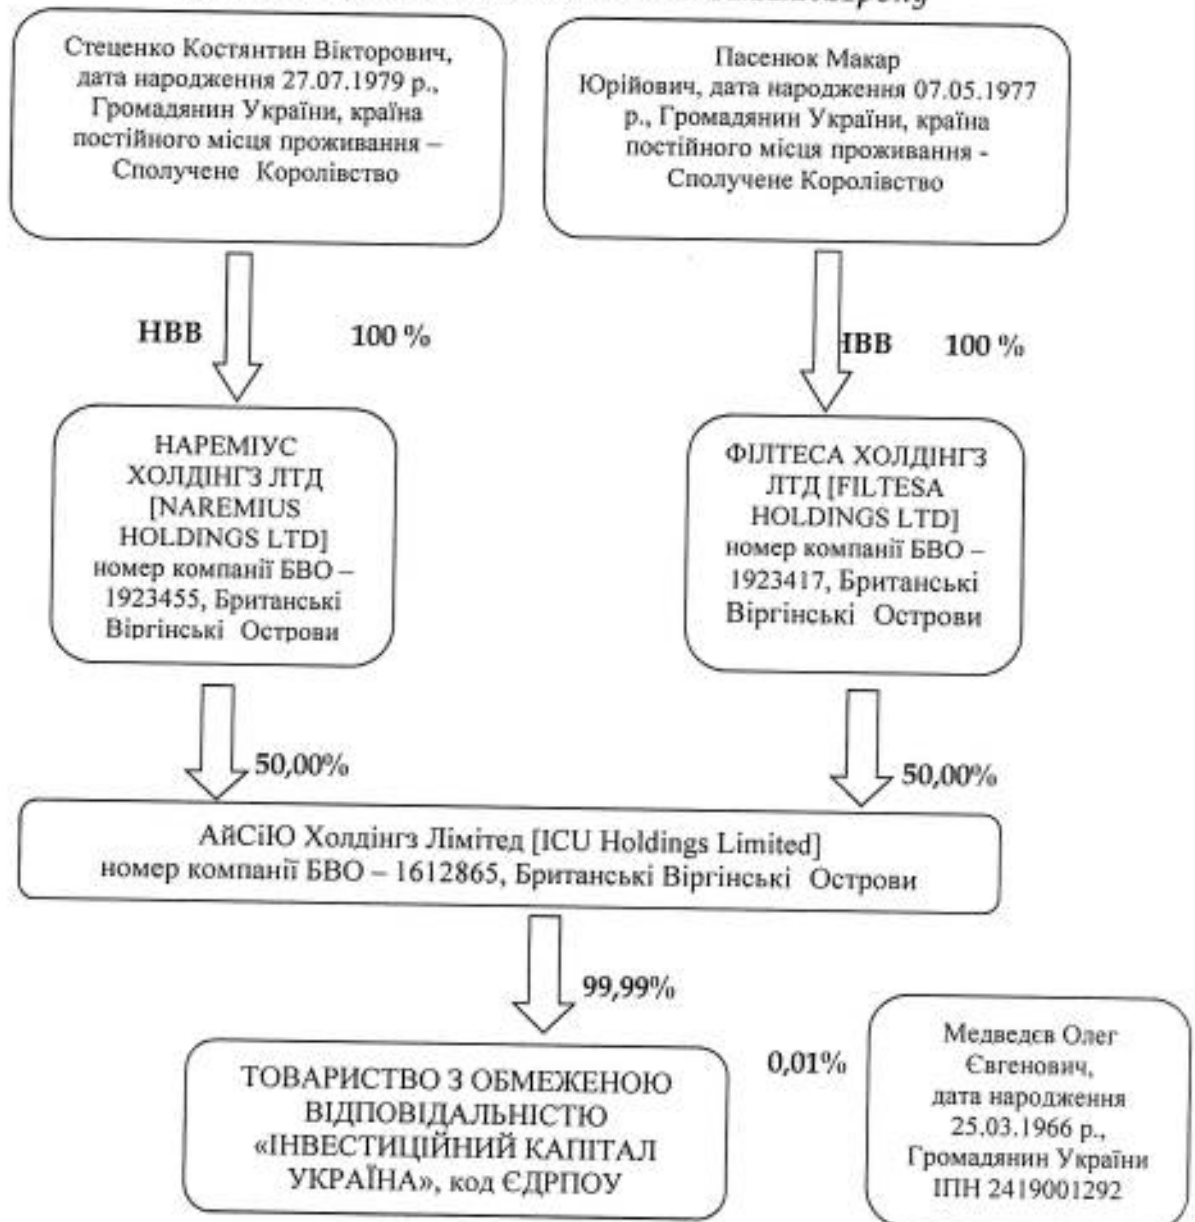 Стеценко Костянтин Вікторович,
дата народження 27.07.1979 р.,
Громадянин України, країна
постійного місця проживання –
Сполучене Королівство
Пасенюк Макар
Юрійович, дата народження 07.05.1977
р., Громадянин України, країна
постійного місця проживання -
Сполучене Королівство
НВВ 100 %
НВВ 100 %
НАРЕМІУС
ХОЛДІНГЗ ЛТД
[NAREMIUS
HOLDINGS LTD]
номер компанії БВО –
1923455, Британські
Віргінські Острови
ФІЛТЕСА ХОЛДІНГЗ
ЛТД [FILTESA
HOLDINGS LTD]
номер компанії БВО –
1923417, Британські
Віргінські Острови
50,00%
50,00%
АйСіЮ Холдінгз Лімітед [ICU Holdings Limited]
номер компанії БВО – 1612865, Британські Віргінські Острови
99,99%
ТОВАРИСТВО З ОБМЕЖЕНОЮ
ВІДПОВІДАЛЬНІСТЮ
«ІНВЕСТИЦІЙНИЙ КАПІТАЛ
УКРАЇНА», код ЄДРПОУ
0,01%
Медведєв Олег
Євгенович,
дата народження
25.03.1966 р.,
Громадянин України
ІПН 2419001292